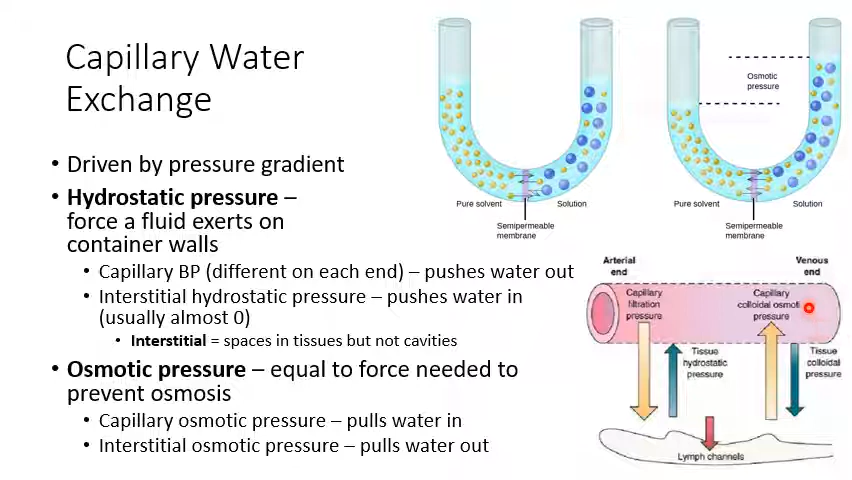 Capillary Water
Exchange
• Driven by pressure gradient
• Hydrostatic pressure –
force a fluid exerts on
container walls
• Capillary BP (different on each end) – pushes water out
• Interstitial hydrostatic pressure – pushes water in
(usually almost 0)
• Interstitial = spaces in tissues but not cavities
• Osmotic pressure – equal to force needed to
prevent osmosis
• Capillary osmotic pressure – pulls water in
• Interstitial osmotic pressure – pulls water out
Pure solvent
Solution
Semipermeable
membrane
Osmotic
pressure
Pure solvent
Solution
Semipermeable
membrane
Arterial
end
Venous
end
Capillary
filtration
pressure
Capillary
colloidal osmoti
pressure
Tissue
hydrostatic
pressure
Tissue
colloidal
pressure
Lymph channels